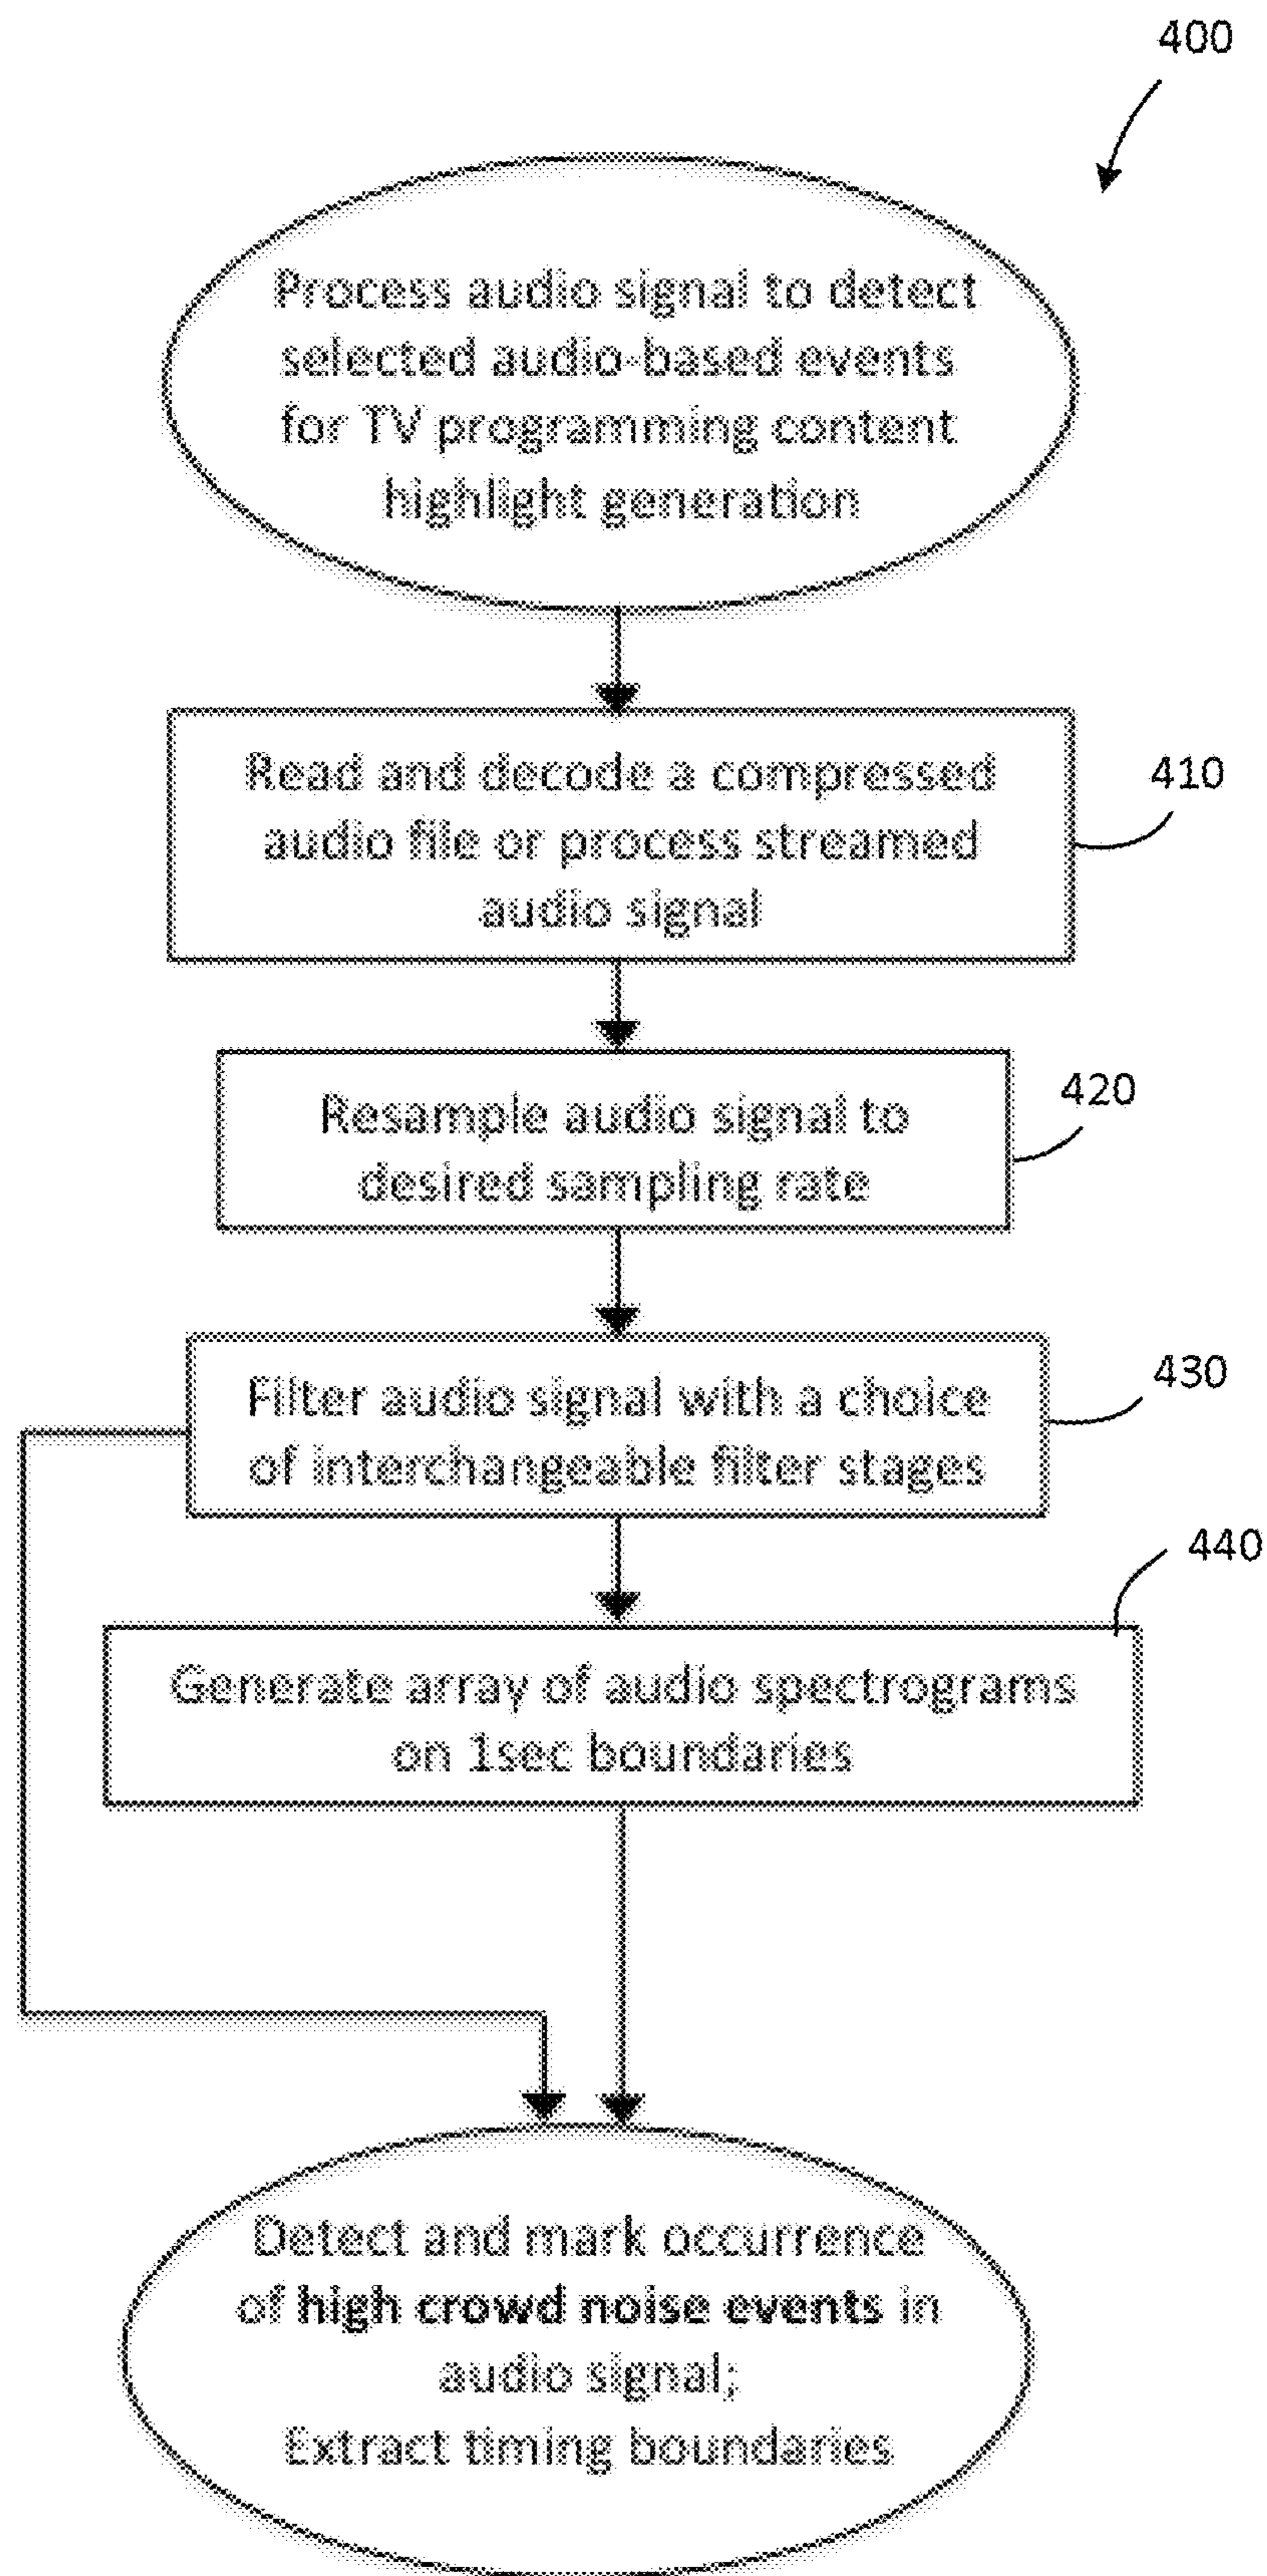 400
Process audio signal to detect
selected audio-based events
for TV programming content
highlight generation
Read and decode a compressed
audio file or process streamed
audio signal
410
Resample audio signal to
desired sampling rate
420
Filter audio signal with a choice
of interchangeable filter stages
430
440
Generate array of audio spectrograms
on 1sec boundaries
Detect and mark occurrence
of high crowd noise events in
audio signal;
Extract timing boundaries